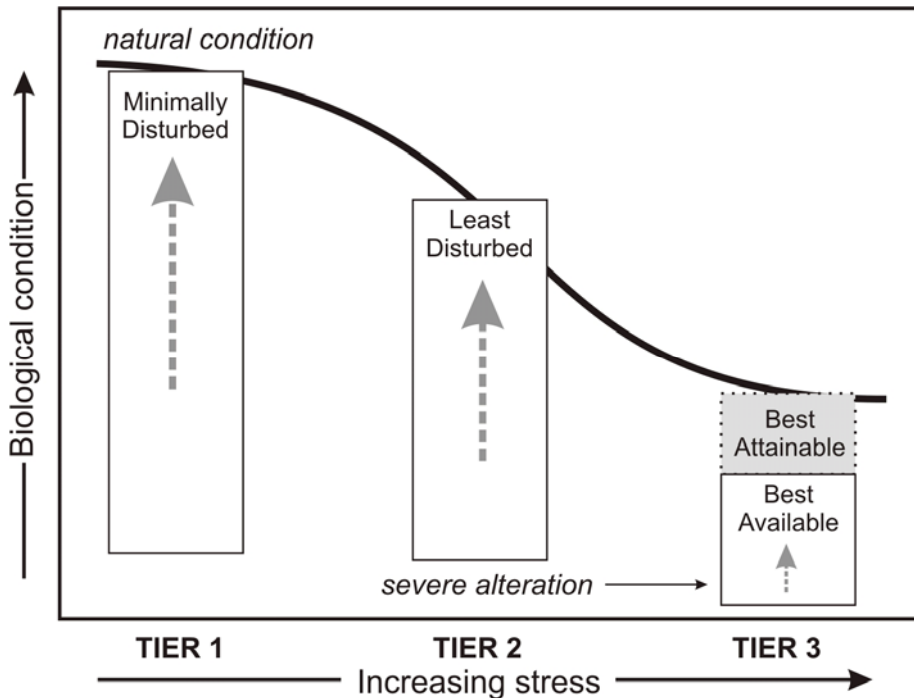 natural condition
Minimally
Disturbed
Least
Disturbed
Best
Attainable
Best
Available
severe alteration
Biological condition
TIER 1
TIER 2
TIER 3
Increasing stress